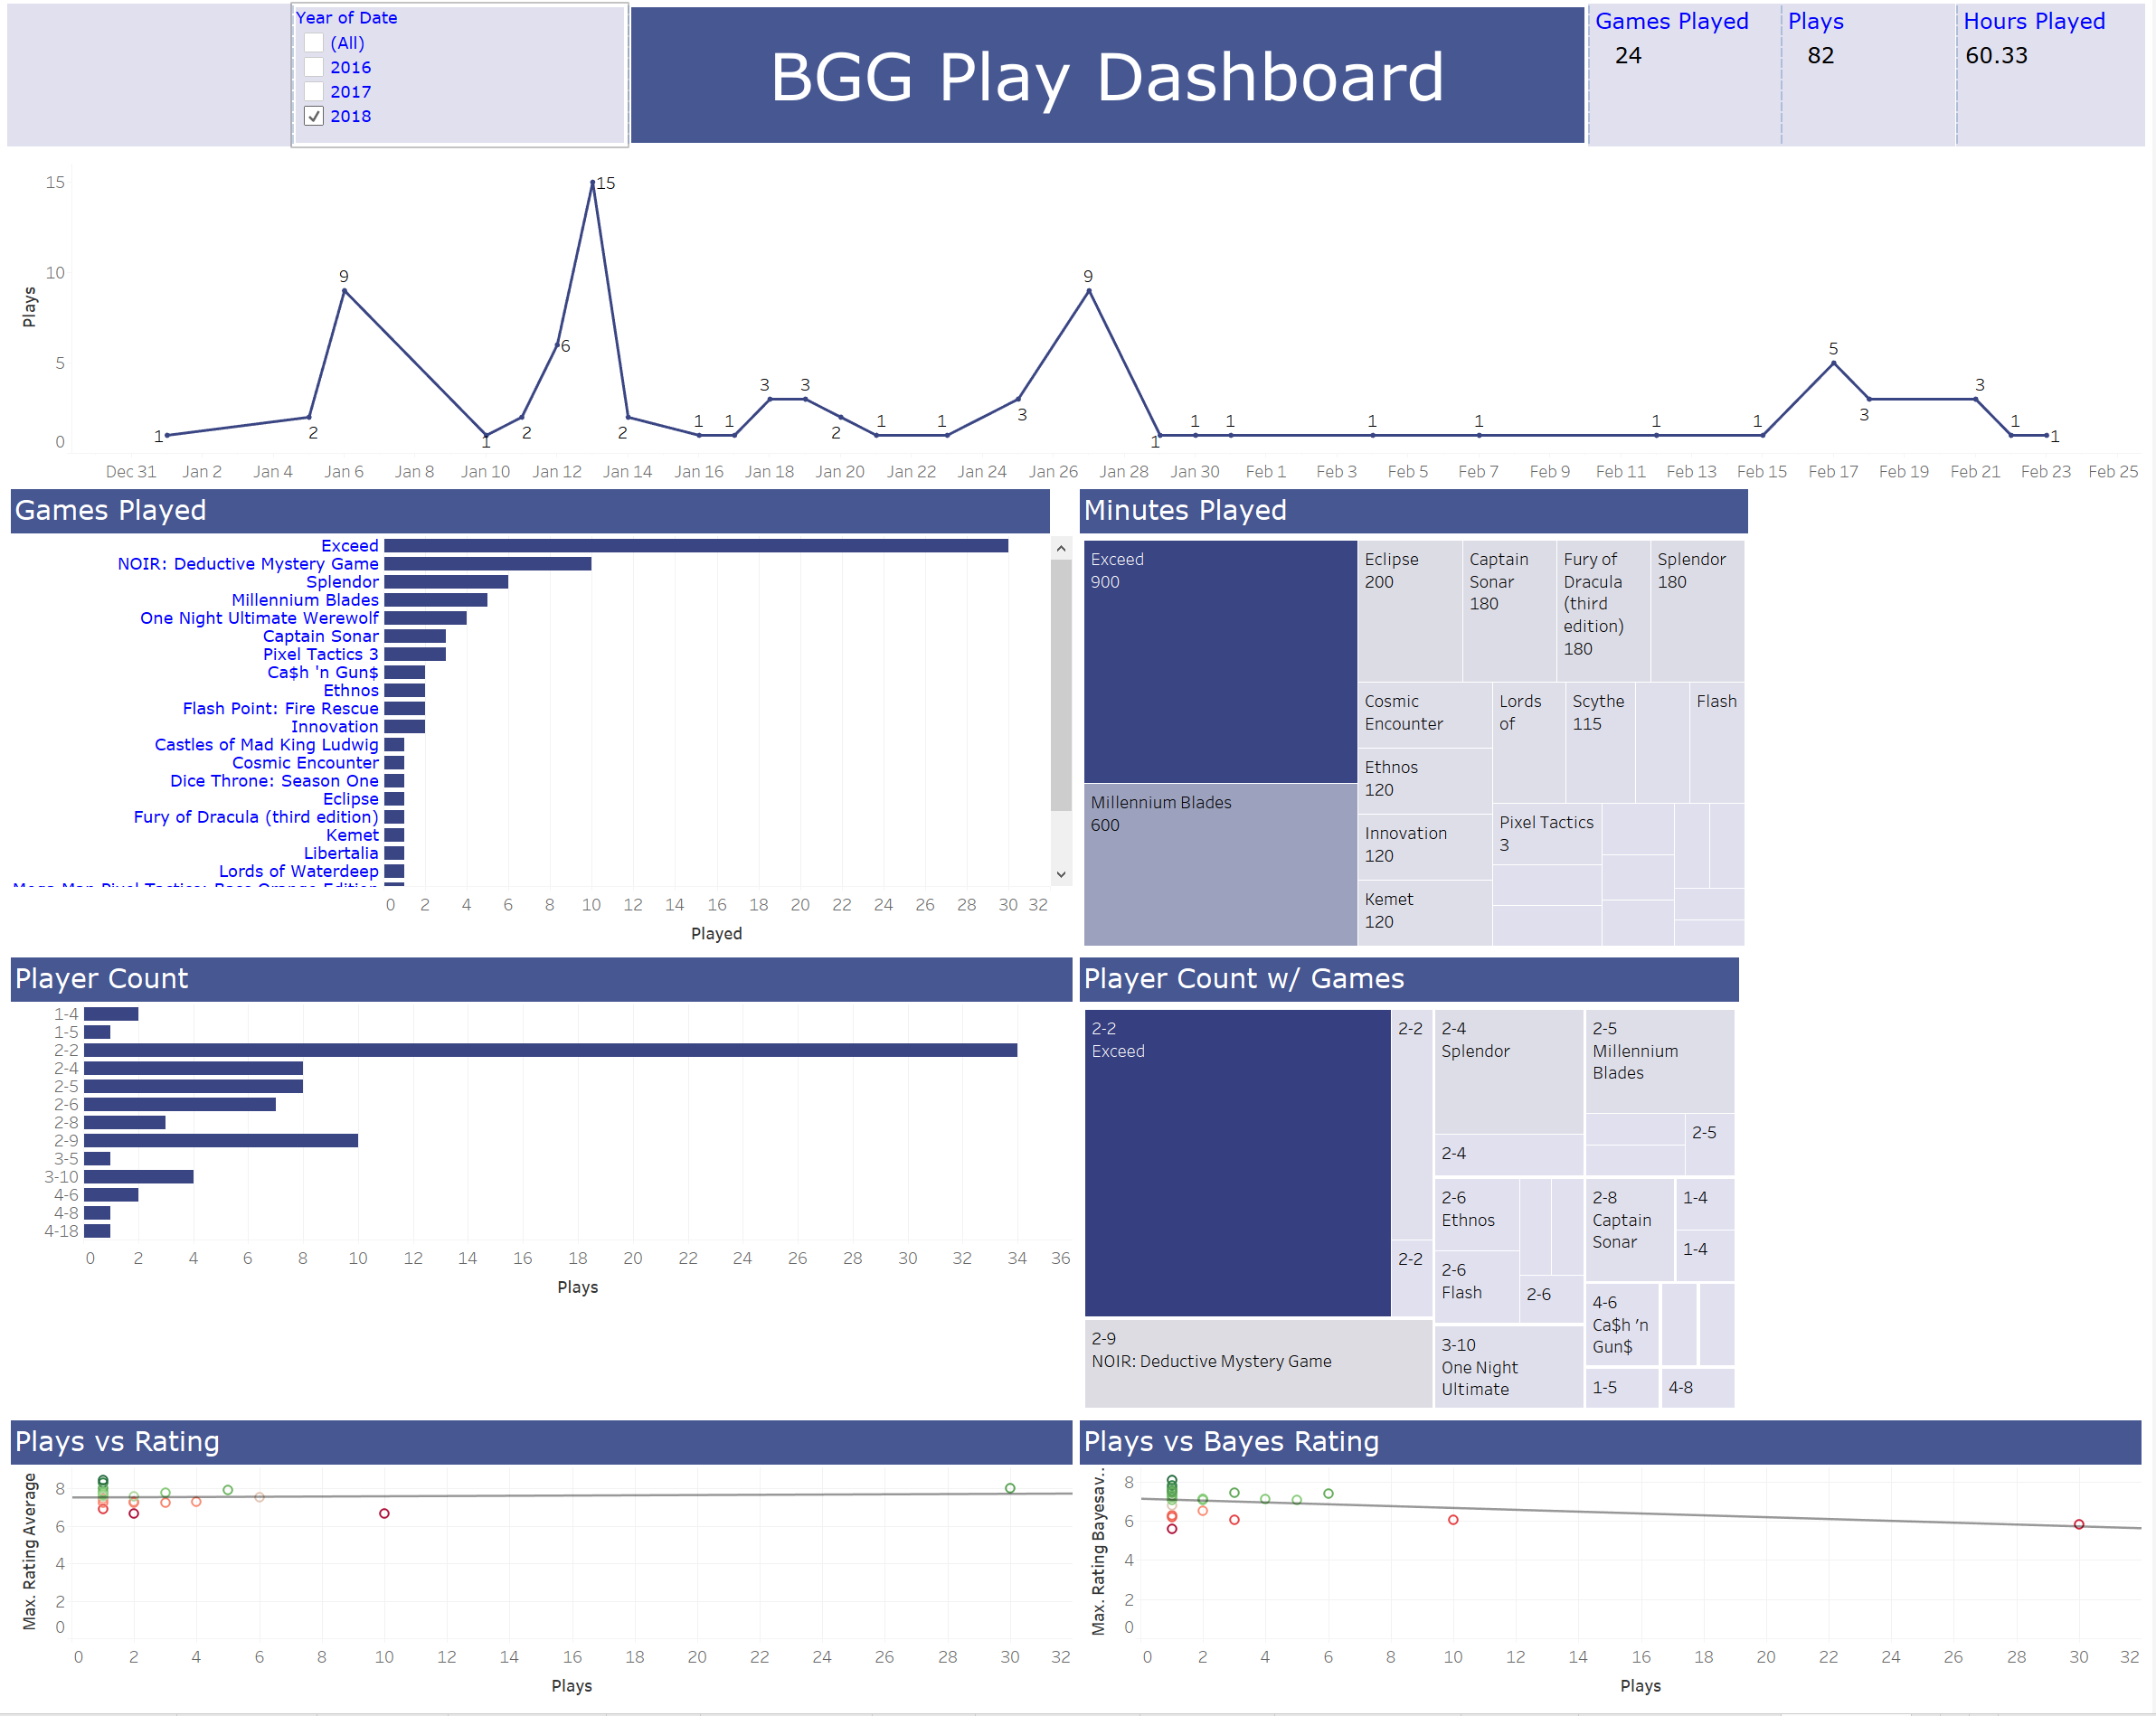 Year of Date
(All)
2016
2017
2018
BGG Play Dashboard
Games Played
24
Plays
82
Hours Played
60.33
Plays
15
10
5
0
1
2
9
1
2
6
15
2
1
1
3
3
2
1
1
3
9
1
1
1
1
1
1
1
5
3
3
1
1
Dec 31 Jan 2 Jan 4 Jan 6 Jan 8 Jan 10 Jan 12 Jan 14 Jan 16 Jan 18 Jan 20 Jan 22 Jan 24 Jan 26 Jan 28 Jan 30 Feb 1 Feb 3 Feb 5 Feb 7 Feb 9 Feb 11 Feb 13 Feb 15 Feb 17 Feb 19 Feb 21 Feb 23 Feb 25
Games Played
Exceed
NOIR: Deductive Mystery Game
Splendor
Millennium Blades
One Night Ultimate Werewolf
Captain Sonar
Pixel Tactics 3
Ca$h 'n Gun$
Ethnos
Flash Point: Fire Rescue
Innovation
Castles of Mad King Ludwig
Cosmic Encounter
Dice Throne: Season One
Eclipse
Fury of Dracula (third edition)
Kemet
Libertalia
Lords of Waterdeep
0 2 4 6 8 10 12 14 16 18 20 22 24 26 28 30 32
Played
Minutes Played
Exceed
900
Millennium Blades
600
Eclipse
200
Captain
Sonar
180
Fury of
Dracula
(third
edition)
180
Splendor
180
Cosmic
Encounter
Ethnos
120
Innovation
120
Kemet
120
Lords
of
Scythe
115
Flash
Pixel Tactics
3
Player Count
1-4
1-5
2-2
2-4
2-5
2-6
2-8
2-9
3-5
3-10
4-6
4-8
4-18
0 2 4 6 8 10 12 14 16 18 20 22 24 26 28 30 32 34 36
Plays
Player Count w/ Games
2-2
Exceed
2-2
2-2
2-9
NOIR: Deductive Mystery Game
2-4
Splendor
2-4
2-5
Millennium
Blades
2-5
2-6
Ethnos
2-6
Flash
2-6
2-8
Captain
Sonar
1-4
1-4
3-10
One Night
Ultimate
4-6
Ca$h 'n
Gun$
1-5
4-8
Plays vs Rating
Max. Rating Average
8
6
4
2
0
0 2 4 6 8 10 12 14 16 18 20 22 24 26 28 30 32
Plays
Plays vs Bayes Rating
Max. Rating Bayesav..
8
6
4
2
0
0 2 4 6 8 10 12 14 16 18 20 22 24 26 28 30 32
Plays